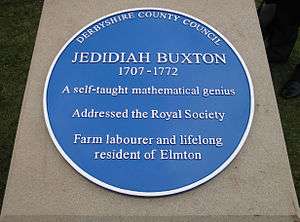 DERBYSHIRE COUNTY COUNCIL
JEDIDIAH BUXTON
1707-1772
A self-taught mathematical genius
Addressed the Royal Society
Farm labourer and lifelong
resident of Elmton